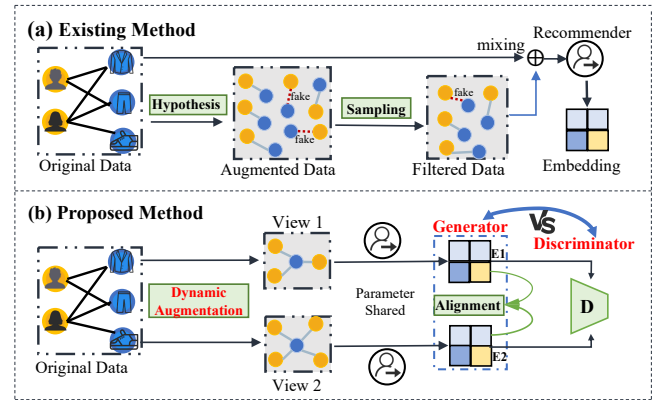 (a) Existing Method
Recommender
mixing
Hypothesis
Sampling
fake
fake
fake
Original Data
Augmented Data
Filtered Data
Embedding
(b) Proposed Method
View 1
Generator
VS
Discriminator
E1
Dynamic
Augmentation
Parameter
Shared
Alignment
D
E2
Original Data
View 2